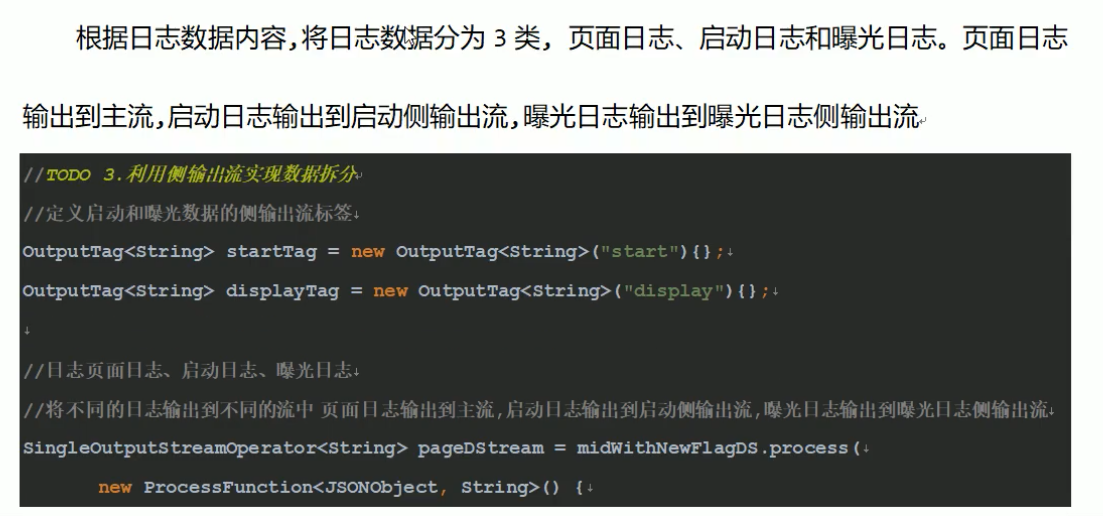 根据日志数据内容,将日志数据分为 3 类, 页面日志、启动日志和曝光日志。页面日志
输出到主流,启动日志输出到启动侧输出流,曝光日志输出到曝光日志侧输出流
//TODO 3.利用侧输出流实现数据拆分
//定义启动和曝光数据的侧输出流标签
OutputTag<String> startTag = new OutputTag<String>("start"){};
OutputTag<String> displayTag = new OutputTag<String>("display"){};
//日志页面日志、启动日志、曝光日志
//将不同的日志输出到不同的流中 页面日志输出到主流,启动日志输出到启动侧输出流,曝光日志输出到曝光日志侧输出流
SingleOutputStreamOperator<String> pageDStream = midWithNewFlagDS.process(
new ProcessFunction<JSONObject, String>() {